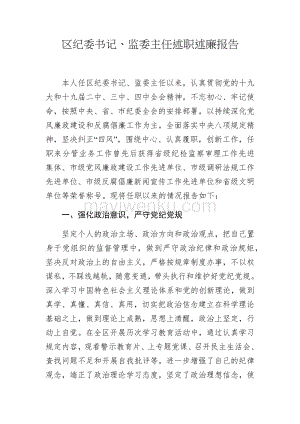 区纪委书记、监委主任述职述廉报告
本人任区纪委书记、监委主任以来，认真贯彻党的十九
大和十九届二中、三中、四中全会精神，不忘初心、牢记使
命，按照中央、省、市纪委全会的安排部署，以持续深化党
风廉政建设和反腐倡廉工作为主，全面落实中央八项规定精
神，坚决纠正“四风”。围绕中心，认真履职，创新工作，任
职来分管业务工作曾先后获得省级纪检监察审理工作先进
集体、市级宣传教育工作先进单位、市级调研法规工作
先进单位、市级反腐倡廉新闻宣传工作先进单位和省级文明
单位等荣誉称号。现将任职以来的情况报告如下：
一、强化政治意识，严守党纪党规
坚定个人的政治立场、政治方向和政治观点，把自己置
身于党组织的监督管理中，做到严守政治纪律和政治规矩，
坚决反对政治上的自由主义，严格按规章制度办事，不以权
谋私，不踩线越线，随意变通，带头执行和维护好党纪党规。
深入学习中国特色社会主义理论体系和党的创新理论，做到
真学、真懂、真信、真用，切实把政治信念建立在科学理论
基础之上，做到理论上成熟，思想上清醒，政治上坚定，行
动上自觉。在全区开展历次学习教育活动中，通过认真学习
规定内容、观看警示教育片、上专题党课、召开民主生活会、
查找问题不足和开展自我批评等，进一步增强了自己的纪律
观念，端正了政治理论学习态度，坚定了政治理想信念，使
mayiwenku.com